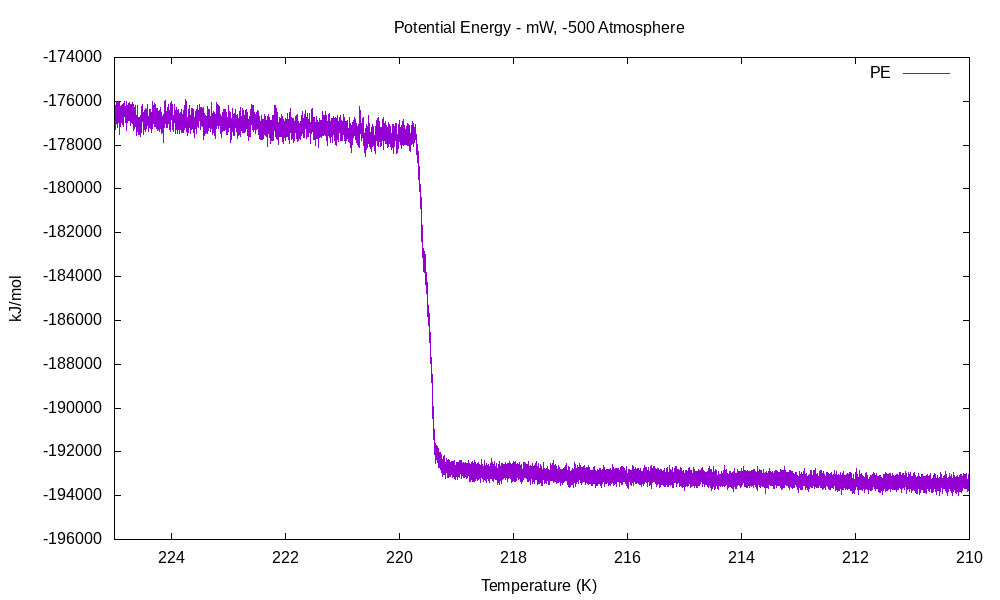 Potential Energy - mW, -500 Atmosphere
PE
-174000
-176000
-178000
-180000
-182000
-184000
-186000
-188000
-190000
-192000
-194000
-196000
kJ/mol
224 222 220 218 216 214 212 210
Temperature (K)